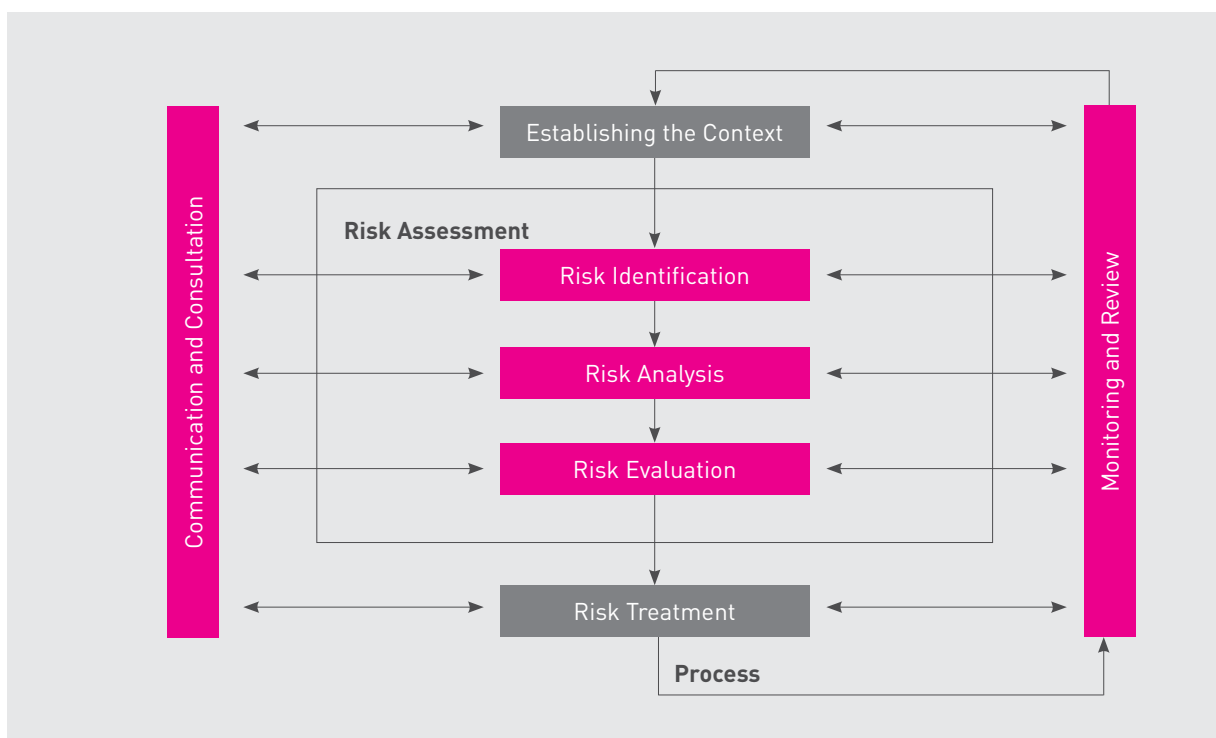 Establishing the Context
Risk Assessment
Risk Identification
Risk Analysis
Risk Evaluation
Risk Treatment
Process
Communication and Consultation
Monitoring and Review